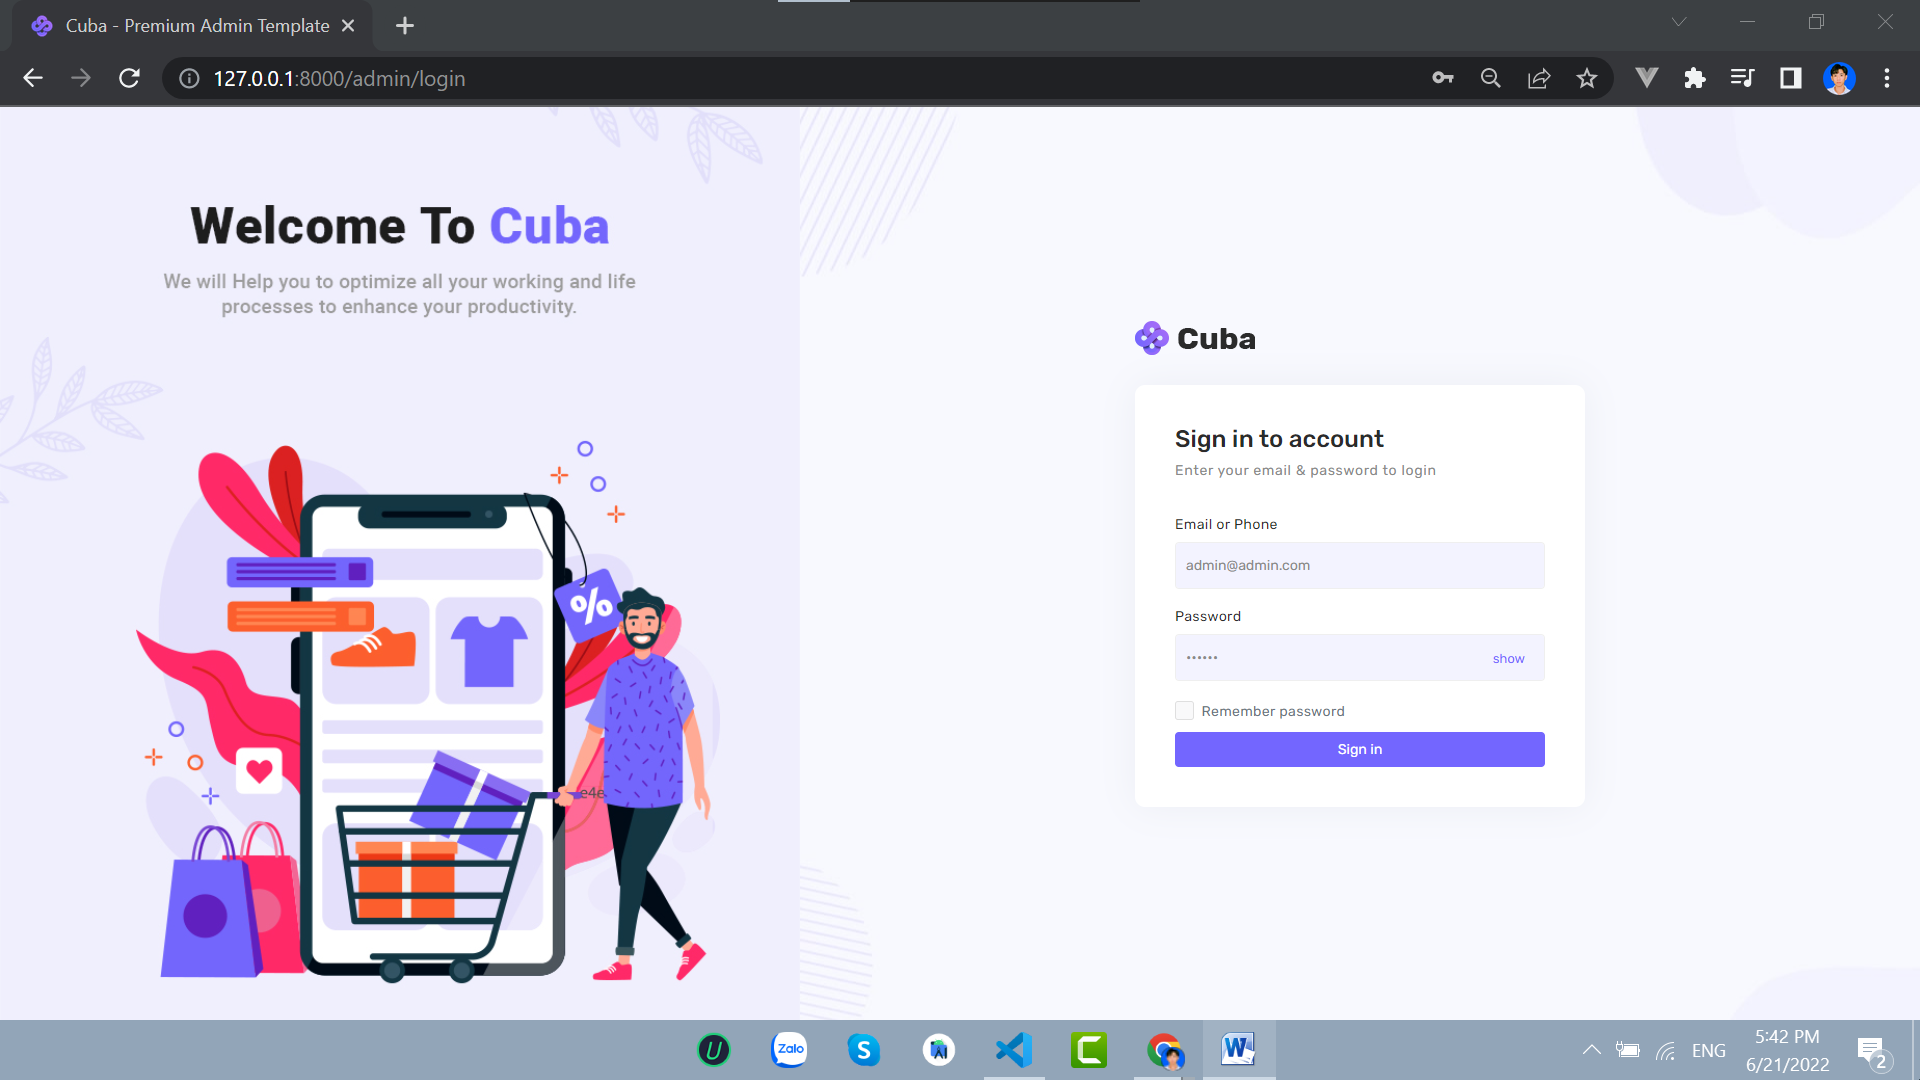 Cuba - Premium Admin Template
127.0.0.1:8000/admin/login
Welcome To Cuba
We will Help you to optimize all your working and life
processes to enhance your productivity.
%
e4e
Cuba
Sign in to account
Enter your email & password to login
Email or Phone
admin@admin.com
Password
••••••
show
Remember password
Sign in
U
Zalo
S
C
W
ENG
5:42 PM
6/21/2022
2